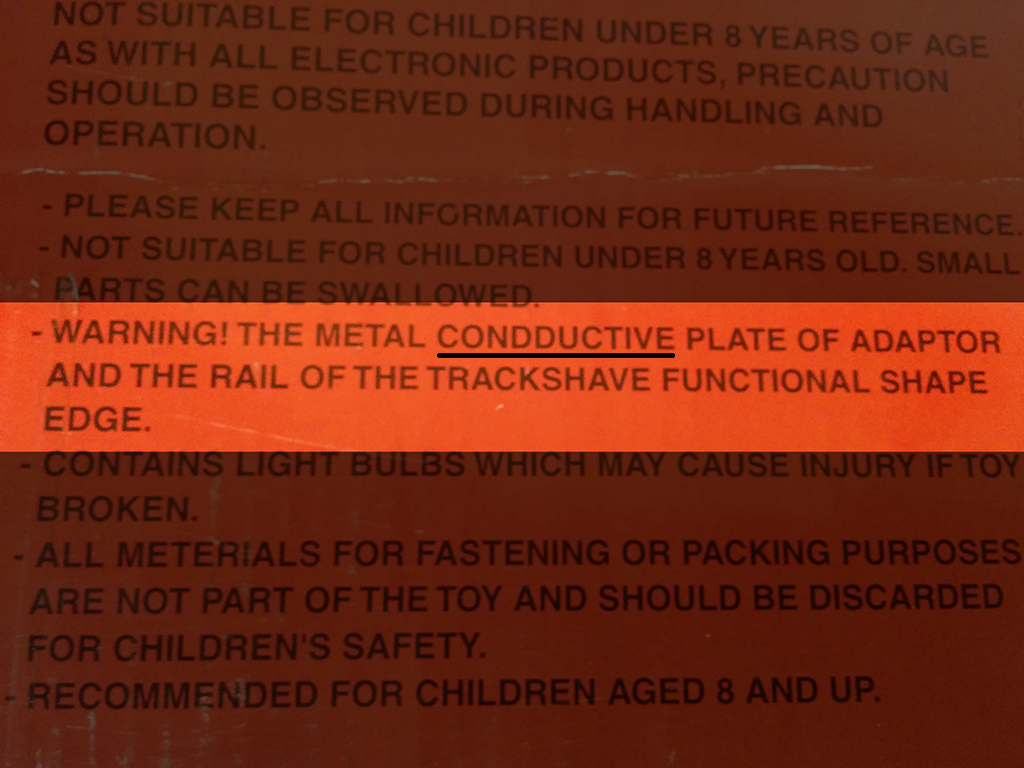 NOT SUITABLE FOR CHILDREN UNDER 8 YEARS OF AGE
AS WITH ALL ELECTRONIC PRODUCTS, PRECAUTION
SHOULD BE OBSERVED DURING HANDLING AND
OPERATION.
- PLEASE KEEP ALL INFORMATION FOR FUTURE REFERENCE.
- NOT SUITABLE FOR CHILDREN UNDER 8 YEARS OLD. SMALL
PARTS CAN BE SWALLOWED.
- WARNING! THE METAL CONDDUCTIVE PLATE OF ADAPTOR
AND THE RAIL OF THE TRACKSHAVE FUNCTIONAL SHAPE
EDGE.
- CONTAINS LIGHT BULBS WHICH MAY CAUSE INJURY IF TOY
BROKEN.
- ALL METERIALS FOR FASTENING OR PACKING PURPOSES
ARE NOT PART OF THE TOY AND SHOULD BE DISCARDED
FOR CHILDREN'S SAFETY.
- RECOMMENDED FOR CHILDREN AGED 8 AND UP.